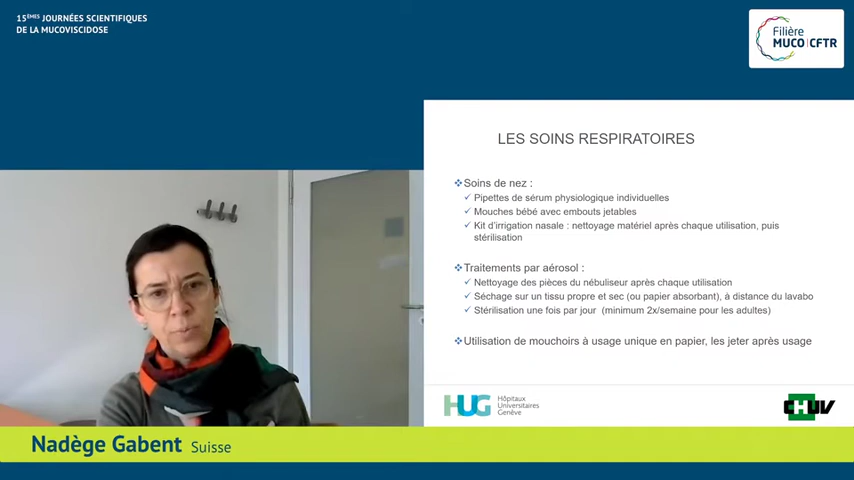 15ÈMES JOURNÉES SCIENTIFIQUES
DE LA MUCOVISCIDOSE
Filière
MUCO|CFTR
LES SOINS RESPIRATOIRES
❖Soins de nez :
✓ Pipettes de sérum physiologique individuelles
✓ Mouches bébé avec embouts jetables
✓ Kit d'irrigation nasale : nettoyage matériel après chaque utilisation, puis
stérilisation
❖Traitements par aérosol :
✓ Nettoyage des pièces du nébuliseur après chaque utilisation
✓ Séchage sur un tissu propre et sec (ou papier absorbant), à distance du lavabo
✓ Stérilisation une fois par jour (minimum 2x/semaine pour les adultes)
❖Utilisation de mouchoirs à usage unique en papier, les jeter après usage
HUG
Hôpitaux
Universitaires
Genève
CHUV
Nadège Gabent Suisse